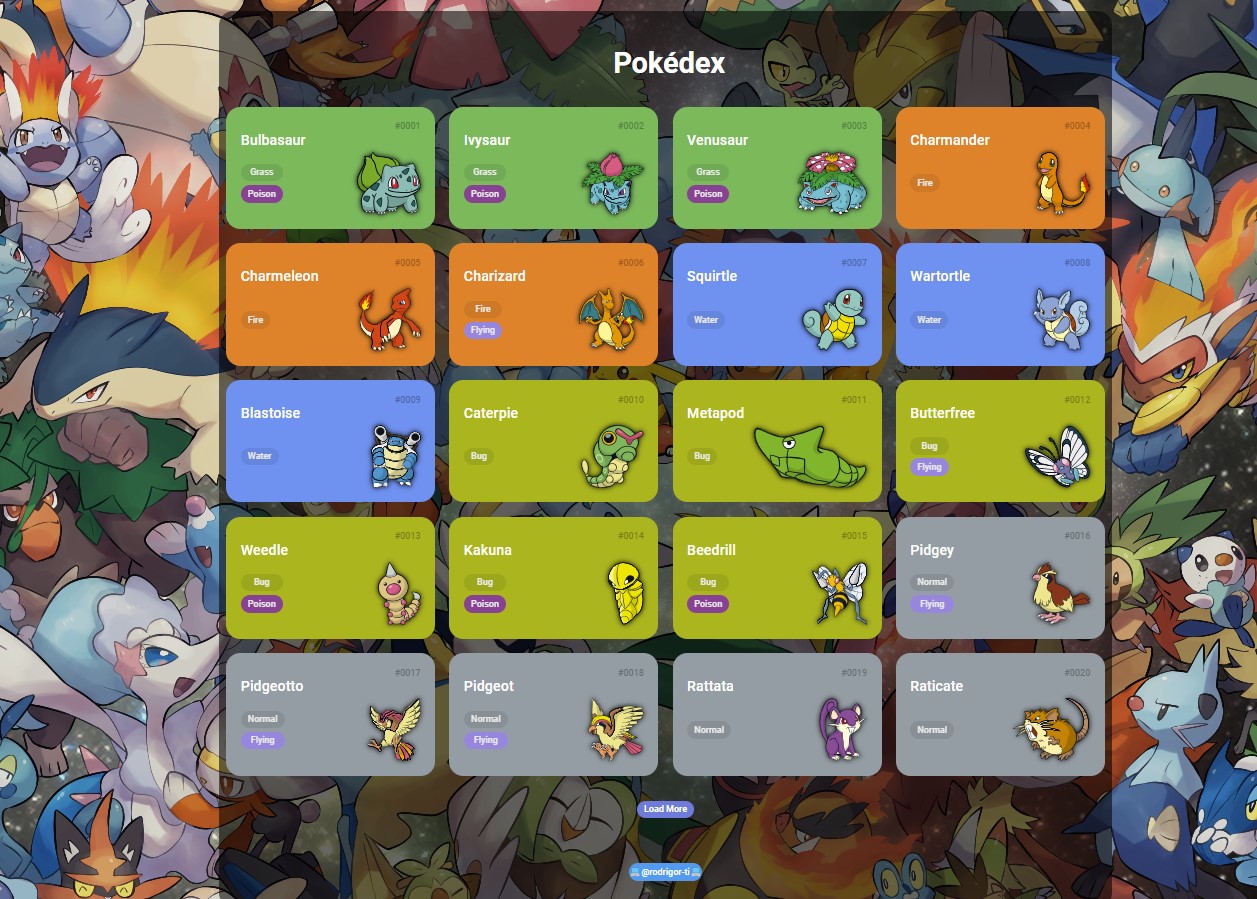 Pokédex
#0001
Bulbasaur
Grass
Poison
#0002
Ivysaur
Grass
Poison
#0003
Venusaur
Grass
Poison
#0004
Charmander
Fire
#0005
Charmeleon
Fire
#0006
Charizard
Fire
Flying
#0007
Squirtle
Water
#0008
Wartortle
Water
#0009
Blastoise
Water
#0010
Caterpie
Bug
#0011
Metapod
Bug
#0012
Butterfree
Bug
Flying
#0013
Weedle
Bug
Poison
#0014
Kakuna
Bug
Poison
#0015
Beedrill
Bug
Poison
#0016
Pidgey
Normal
Flying
#0017
Pidgeotto
Normal
Flying
#0018
Pidgeot
Normal
Flying
#0019
Rattata
Normal
#0020
Raticate
Normal
Load More
@rodrigor-ti